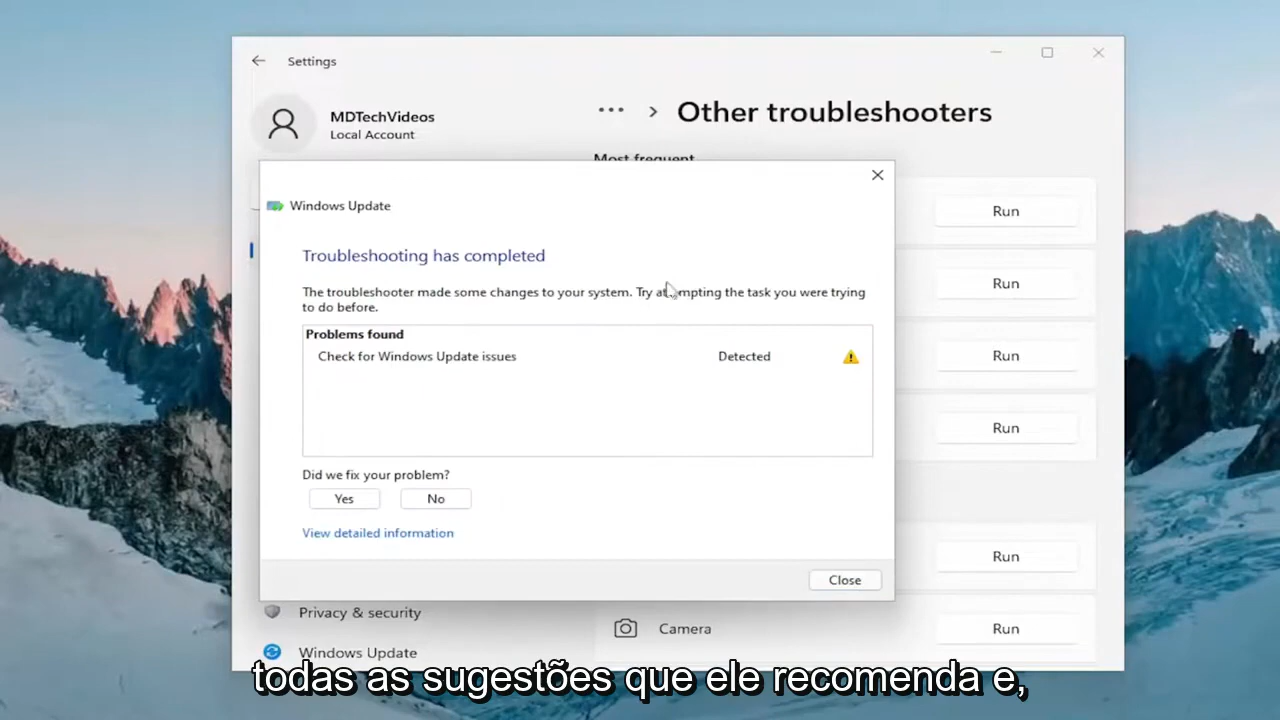 Settings
MDTechVideos
Local Account
... > Other troubleshooters
Most frequent
Run
Windows Update
Troubleshooting has completed
Run
The troubleshooter made some changes to your system. Try attempting the task you were trying
to do before.
Problems found
Check for Windows Update issues Detected
Run
Run
Did we fix your problem?
Yes No
View detailed information
Run
Close
Privacy & security
Camera Run
Windows Update
todas as sugestões que ele recomenda e,